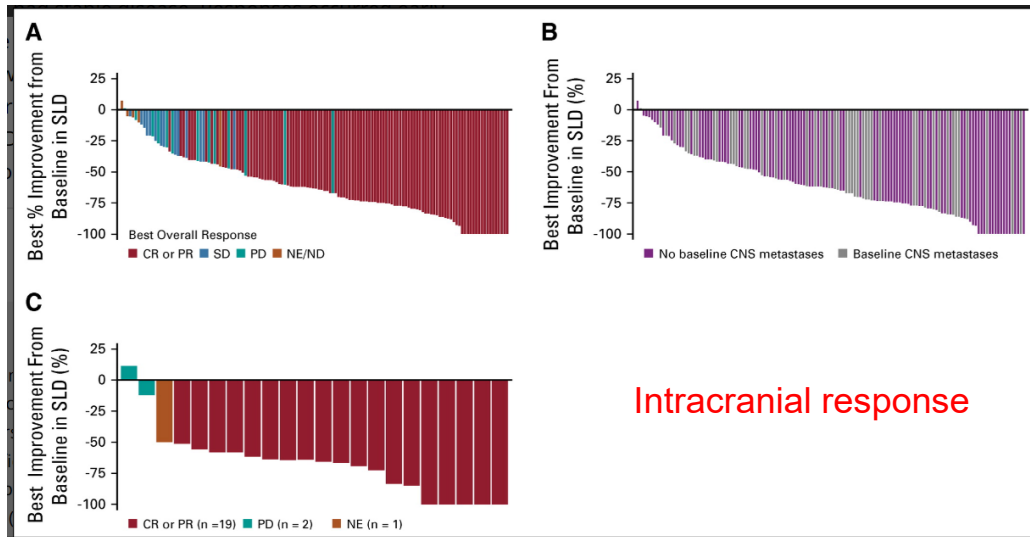 A
Best % Improvement from
Baseline in SLD
25
0
-25
-50
-75
-100
Best Overall Response
CR or PR SD PD NE/ND
B
Best Improvement From
Baseline in SLD (%)
25
0
-25
-50
-75
-100
No baseline CNS metastases Baseline CNS metastases
C
Best Improvement From
Baseline in SLD (%)
25
0
-25
-50
-75
-100
CR or PR (n =19) PD (n = 2) NE (n = 1)
Intracranial response